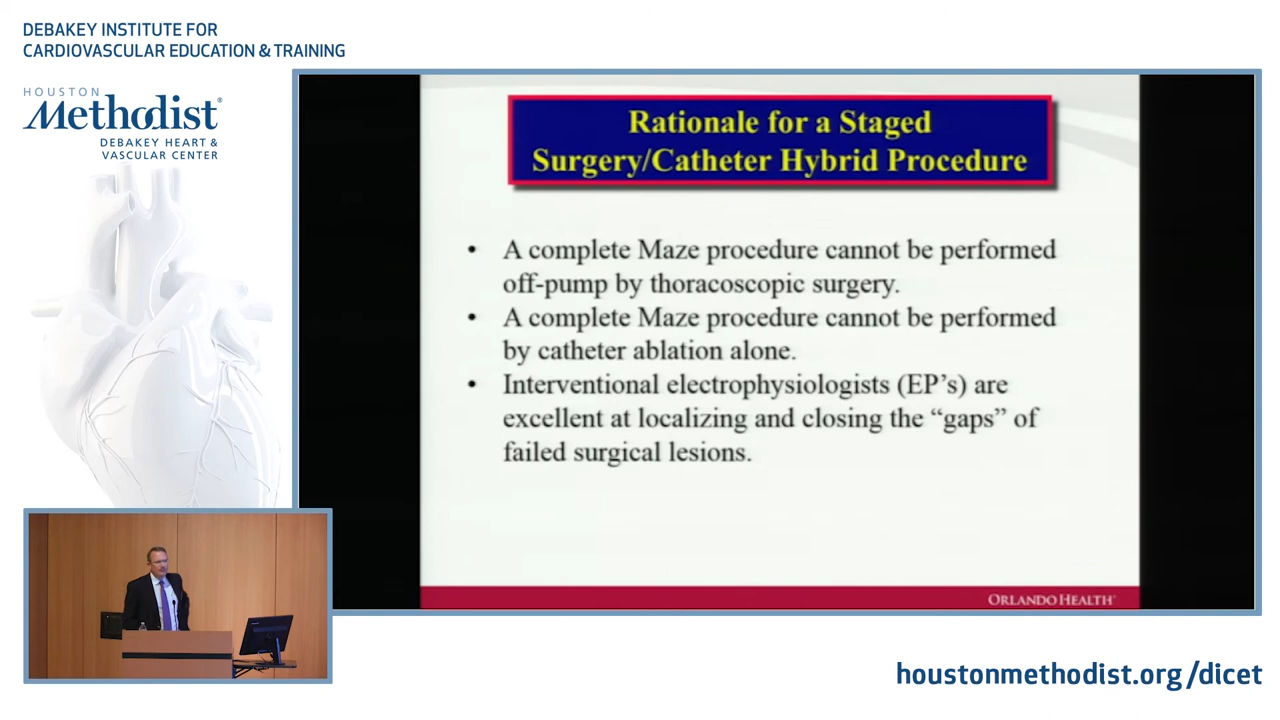 DEBAKEY INSTITUTE FOR
CARDIOVASCULAR EDUCATION & TRAINING
HOUSTON
Methodist®
DEBAKEY HEART &
VASCULAR CENTER
Rationale for a Staged
Surgery/Catheter Hybrid Procedure
• A complete Maze procedure cannot be performed
off-pump by thoracoscopic surgery.
• A complete Maze procedure cannot be performed
by catheter ablation alone.
• Interventional electrophysiologists (EP’s) are
excellent at localizing and closing the “gaps” of
failed surgical lesions.
ORLANDO HEALTH
houstonmethodist.org/dicet